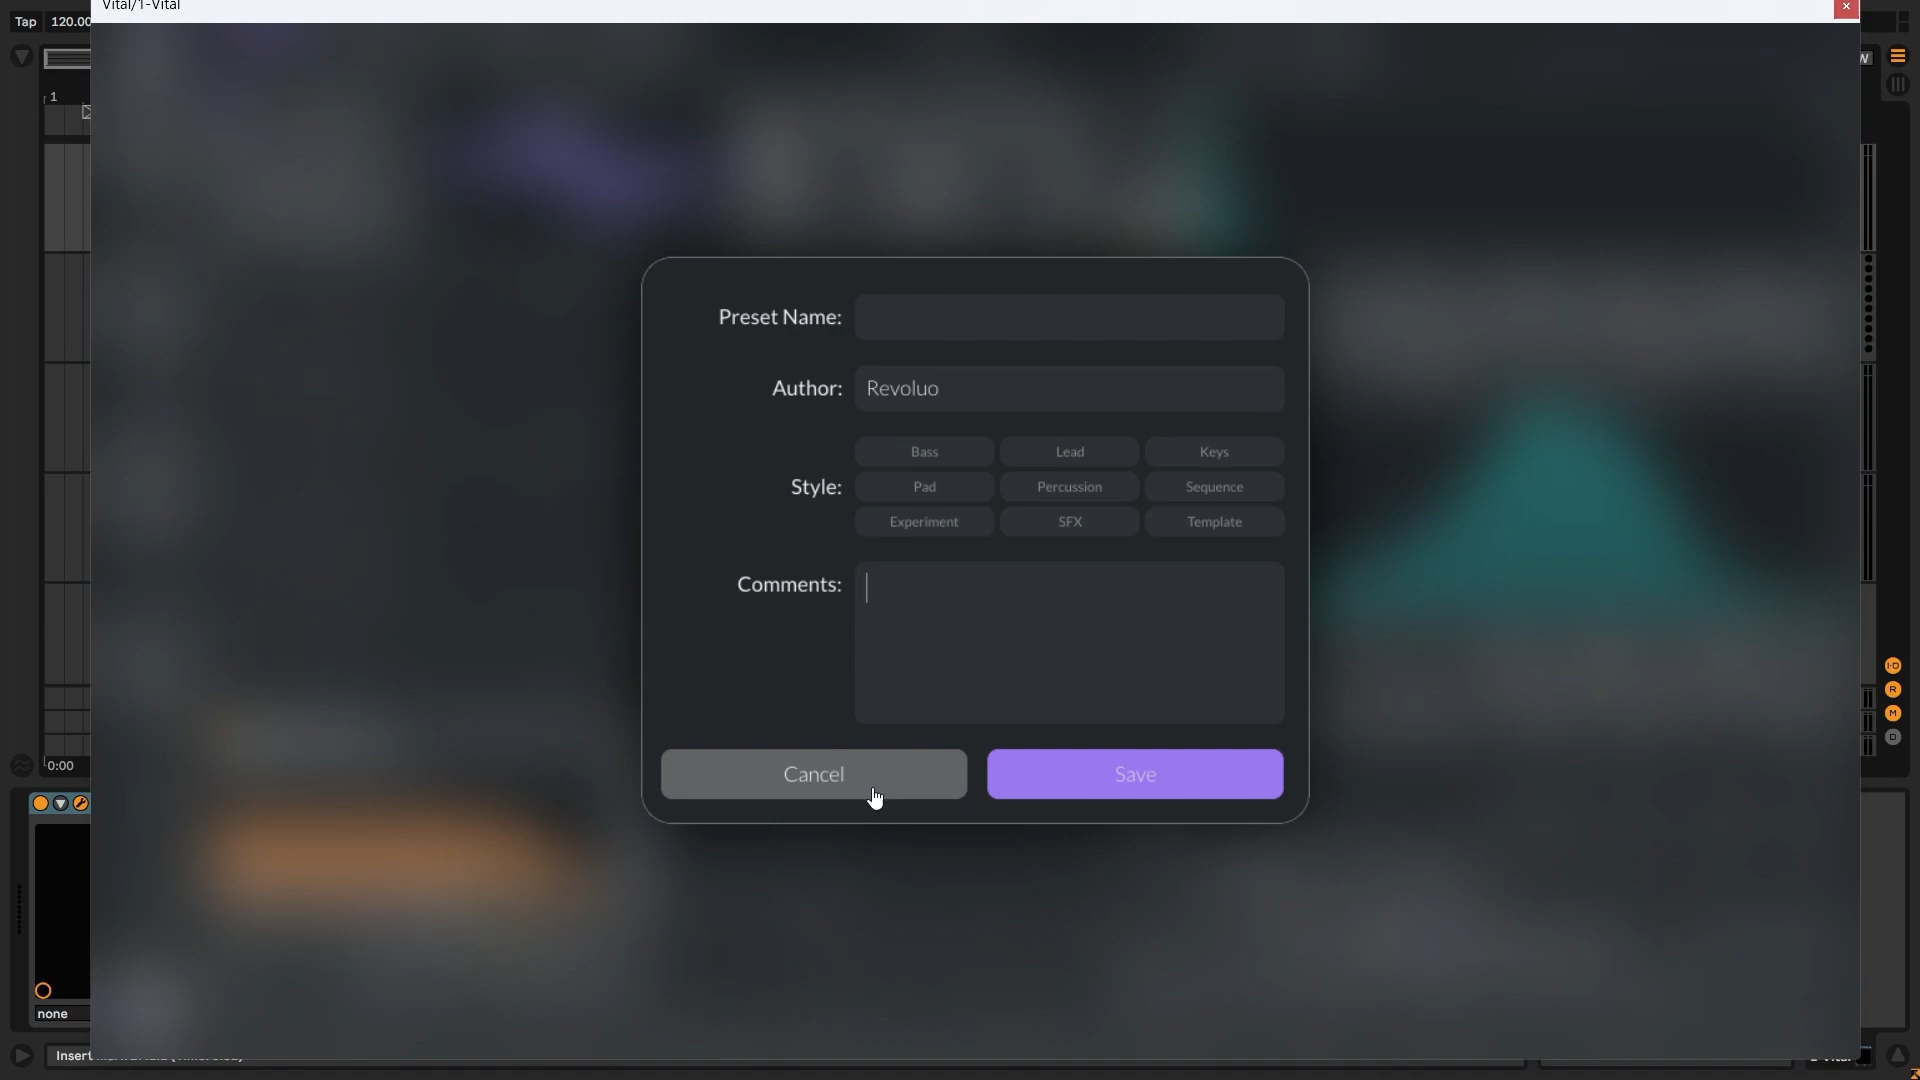 Vital/1-Vital
Tap 120.00
1
Preset Name:
Author: Revoluo
Bass Lead Keys
Style: Pad Percussion Sequence
Experiment SFX Template
Comments:
I·O
R
M
D
0:00
Cancel Save
none
Insert